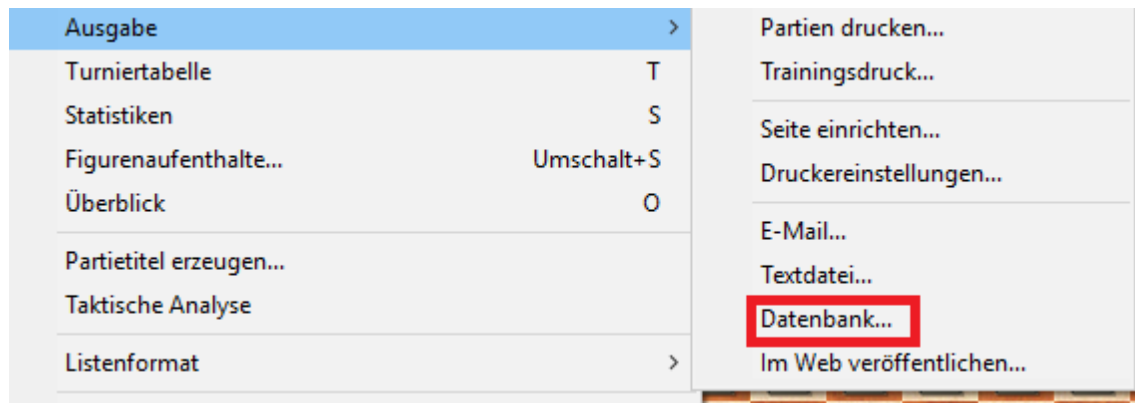 Ausgabe >
Turniertabelle T
Statistiken S
Figurenaufenthalte... Umschalt+S
Überblick O
Partietitel erzeugen...
Taktische Analyse
Listenformat >
Partien drucken...
Trainingsdruck...
Seite einrichten...
Druckereinstellungen...
E-Mail...
Textdatei...
Datenbank...
Im Web veröffentlichen...